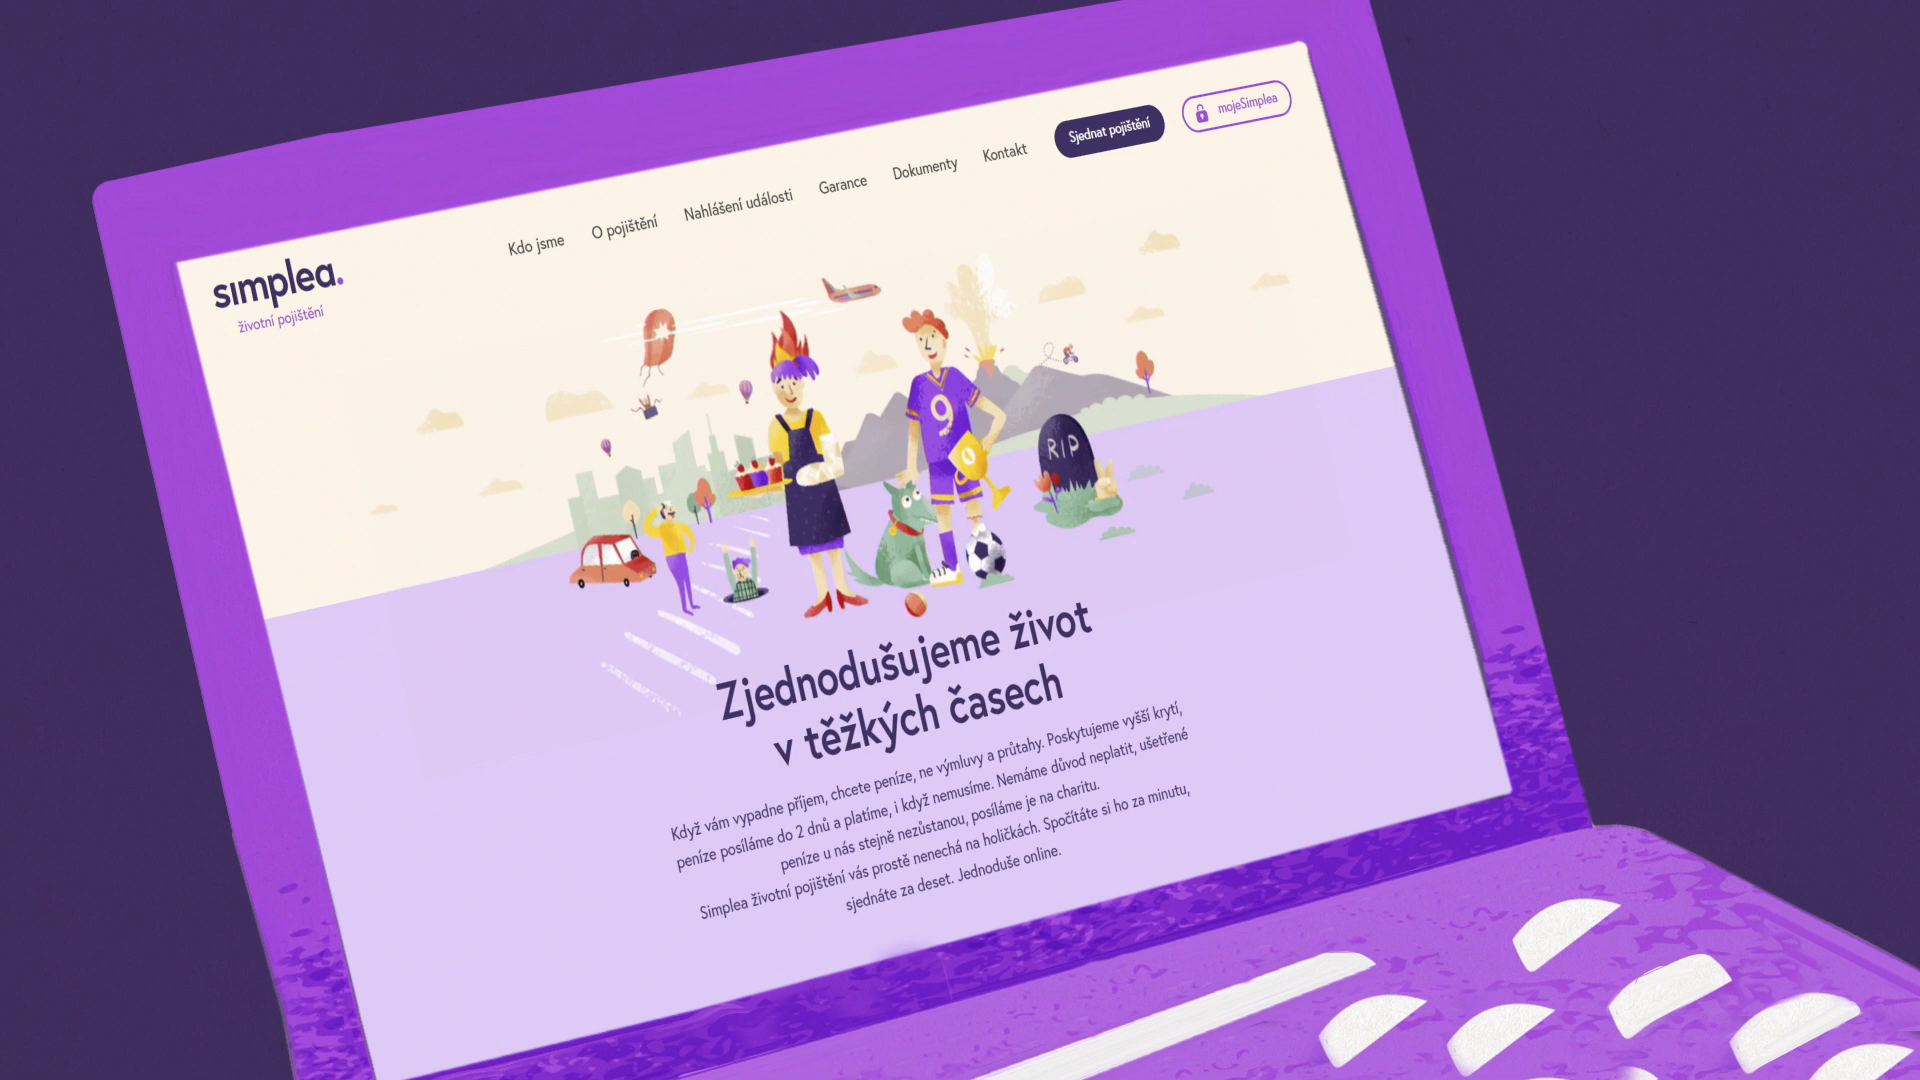 simplea.
životní pojištění
Kdo jsme
O pojištění
Nahlášení události
Garance
Dokumenty
Kontakt
Sjednat pojištění
mojeSimplea
9
RIP
Zjednodušujeme život
v těžkých časech
Když vám vypadne příjem, chcete peníze, ne výmluvy a průtahy. Poskytujeme vyšší krytí,
peníze posíláme do 2 dnů a platíme, i když nemusíme. Nemáme důvod neplatit, ušetřené
peníze u nás stejně nezůstanou, posíláme je na charitu.
Simplea životní pojištění vás prostě nenechá na holičkách. Spočítáte si ho za minutu,
sjednáte za deset. Jednoduše online.